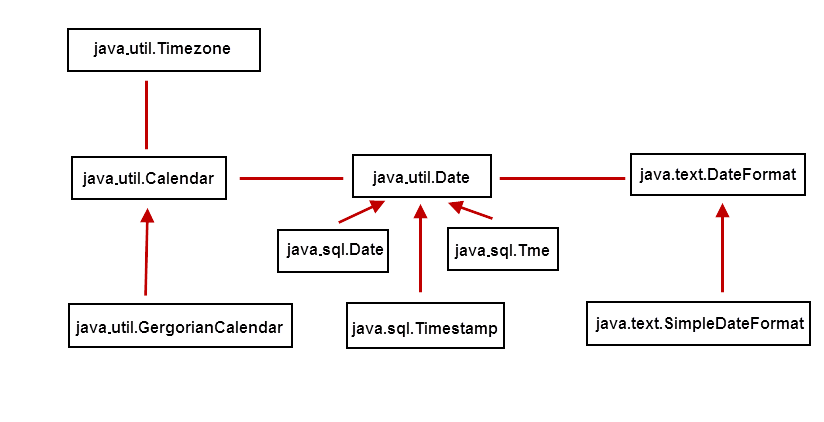 java.util.Timezone
java.util.Calendar
java.util.Date
java.text.DateFormat
java.sql.Date
java.sql.Tme
java.util.GergorianCalendar
java.sql.Timestamp
java.text.SimpleDateFormat